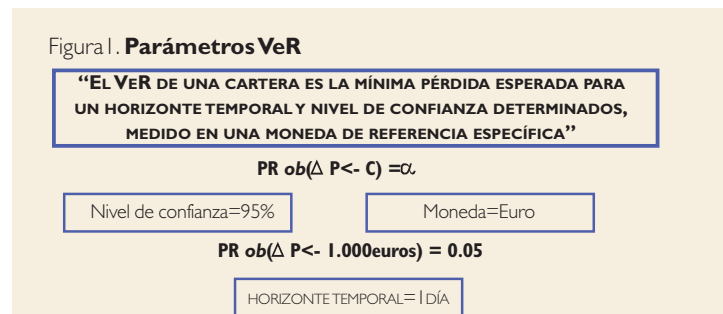 Figura1. Parámetros VeR
“EL VER DE UNA CARTERA ES LA MÍNIMA PÉRDIDA ESPERADA PARA
UN HORIZONTE TEMPORAL Y NIVEL DE CONFIANZA DETERMINADOS,
MEDIDO EN UNA MONEDA DE REFERENCIA ESPECÍFICA”
PR ob(Δ P<- C) =α
Nivel de confianza=95% Moneda=Euro
PR ob(Δ P<- 1.000euros) = 0.05
HORIZONTE TEMPORAL=1 DÍA